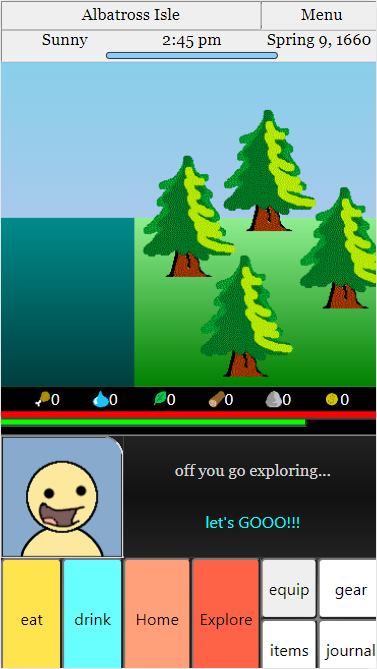 Albatross Isle
Menu
Sunny
2:45 pm
Spring 9, 1660
0
0
0
0
0
0
off you go exploring...
let's GOOO!!!
eat
drink
Home
Explore
equip
gear
items
journal